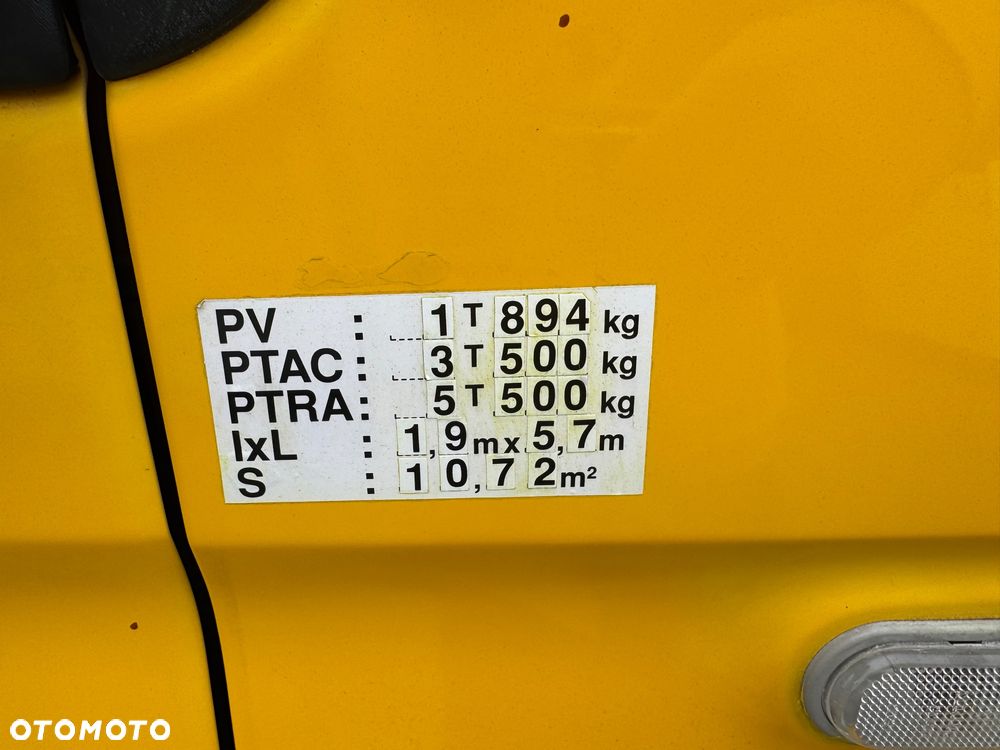 PV : 1 T 894 kg
PTAC : 3 T 500 kg
PTRA : 5 T 500 kg
lxL : 1,9 m x 5,7 m
S : 10,72 m²
OTOMOTO